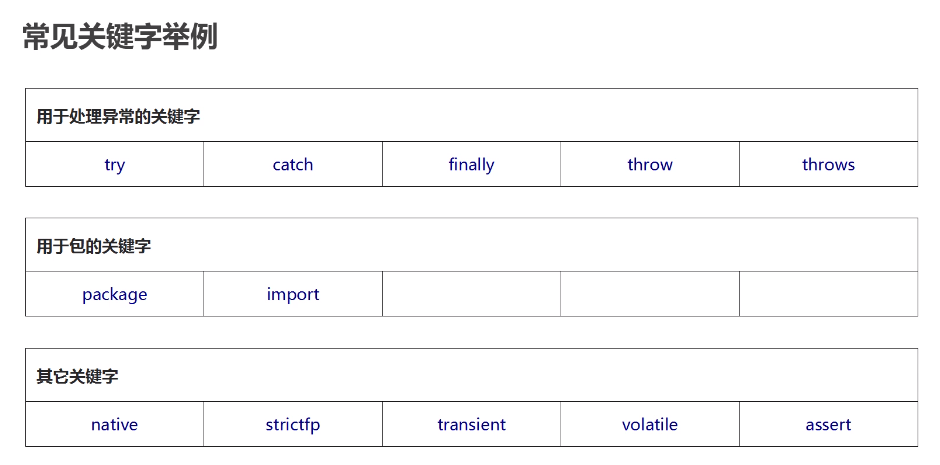 常见关键字举例
用于处理异常的关键字
try catch finally throw throws
用于包的关键字
package import
其它关键字
native strictfp transient volatile assert